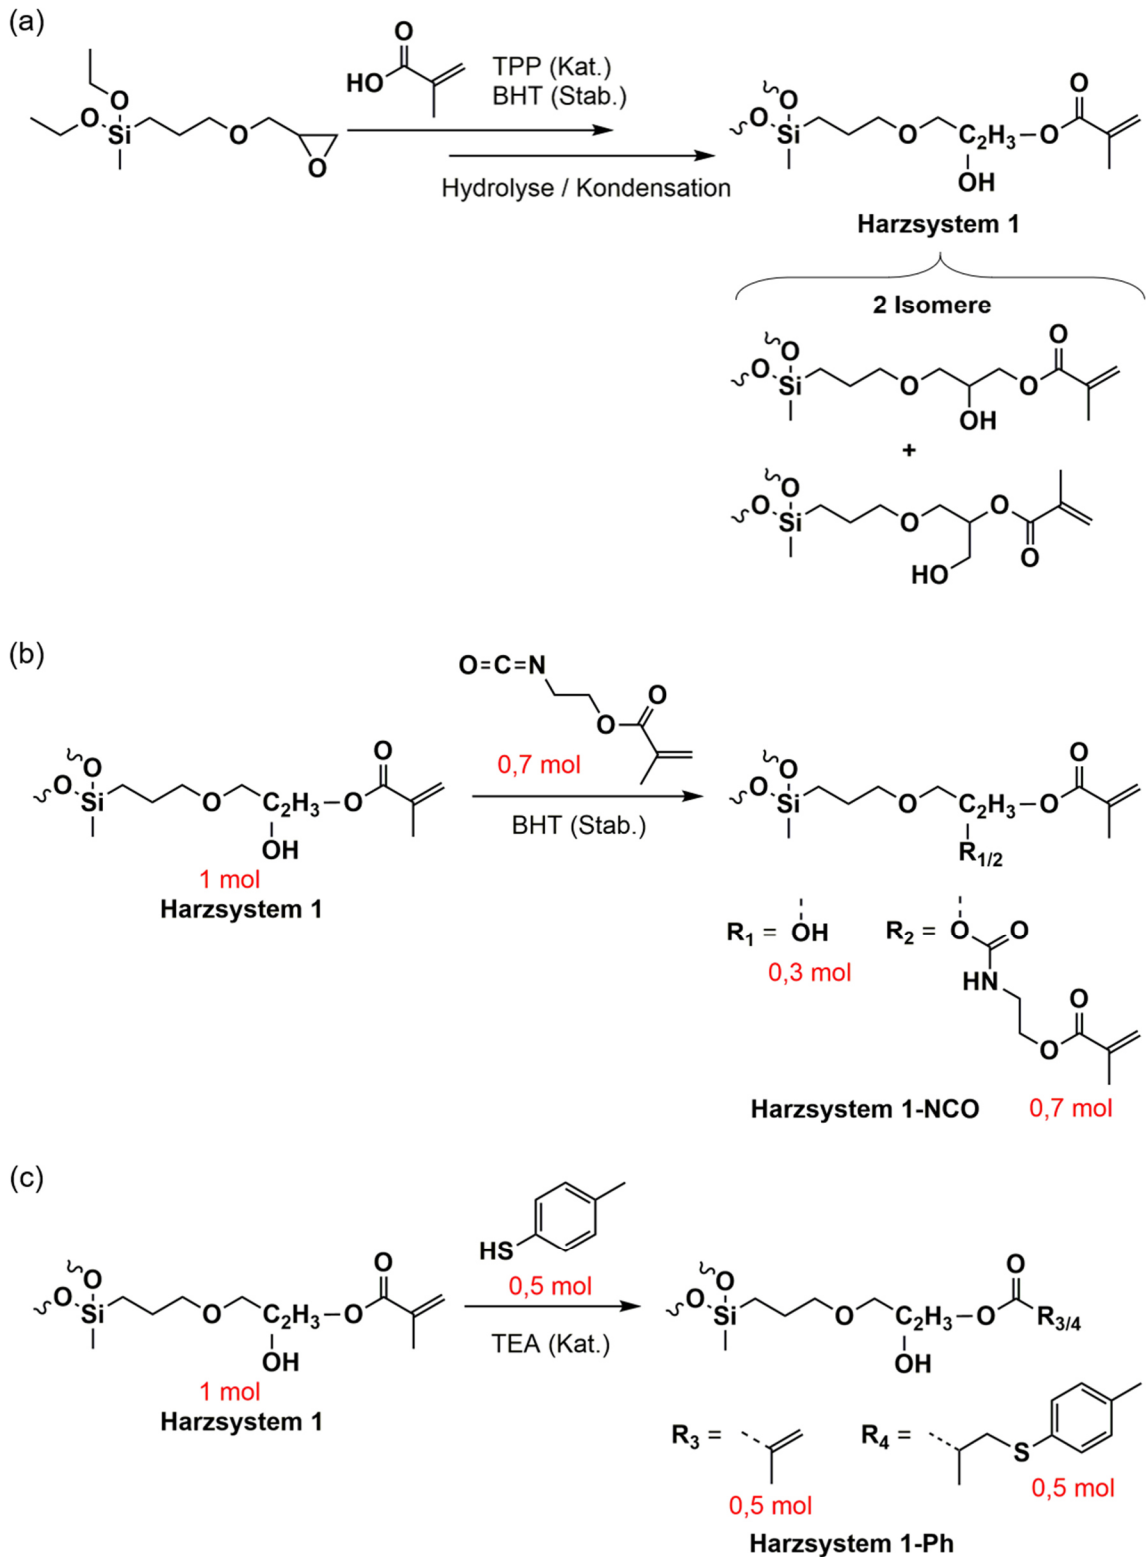 (a)
O
HO
TPP (Kat.)
BHT (Stab.)
O
O
Si
O
O
Hydrolyse / Kondensation
O
O
Si
O
C₂H₃
O
O
OH
Harzsystem 1
2 Isomere
O
O
Si
O
O
O
OH
+
O
O
Si
O
O
O
HO
(b)
O=C=N
O
O
0,7 mol
BHT (Stab.)
O
O
Si
O
C₂H₃
O
O
OH
1 mol
Harzsystem 1
O
O
Si
O
C₂H₃
O
O
R₁/₂
R₁ = OH
0,3 mol
R₂ = O
O
HN
O
O
Harzsystem 1-NCO
0,7 mol
(c)
HS
0,5 mol
TEA (Kat.)
O
O
Si
O
C₂H₃
O
O
OH
1 mol
Harzsystem 1
O
O
Si
O
C₂H₃
O
O
R₃/₄
OH
R₃ =
0,5 mol
R₄ =
S
0,5 mol
Harzsystem 1-Ph